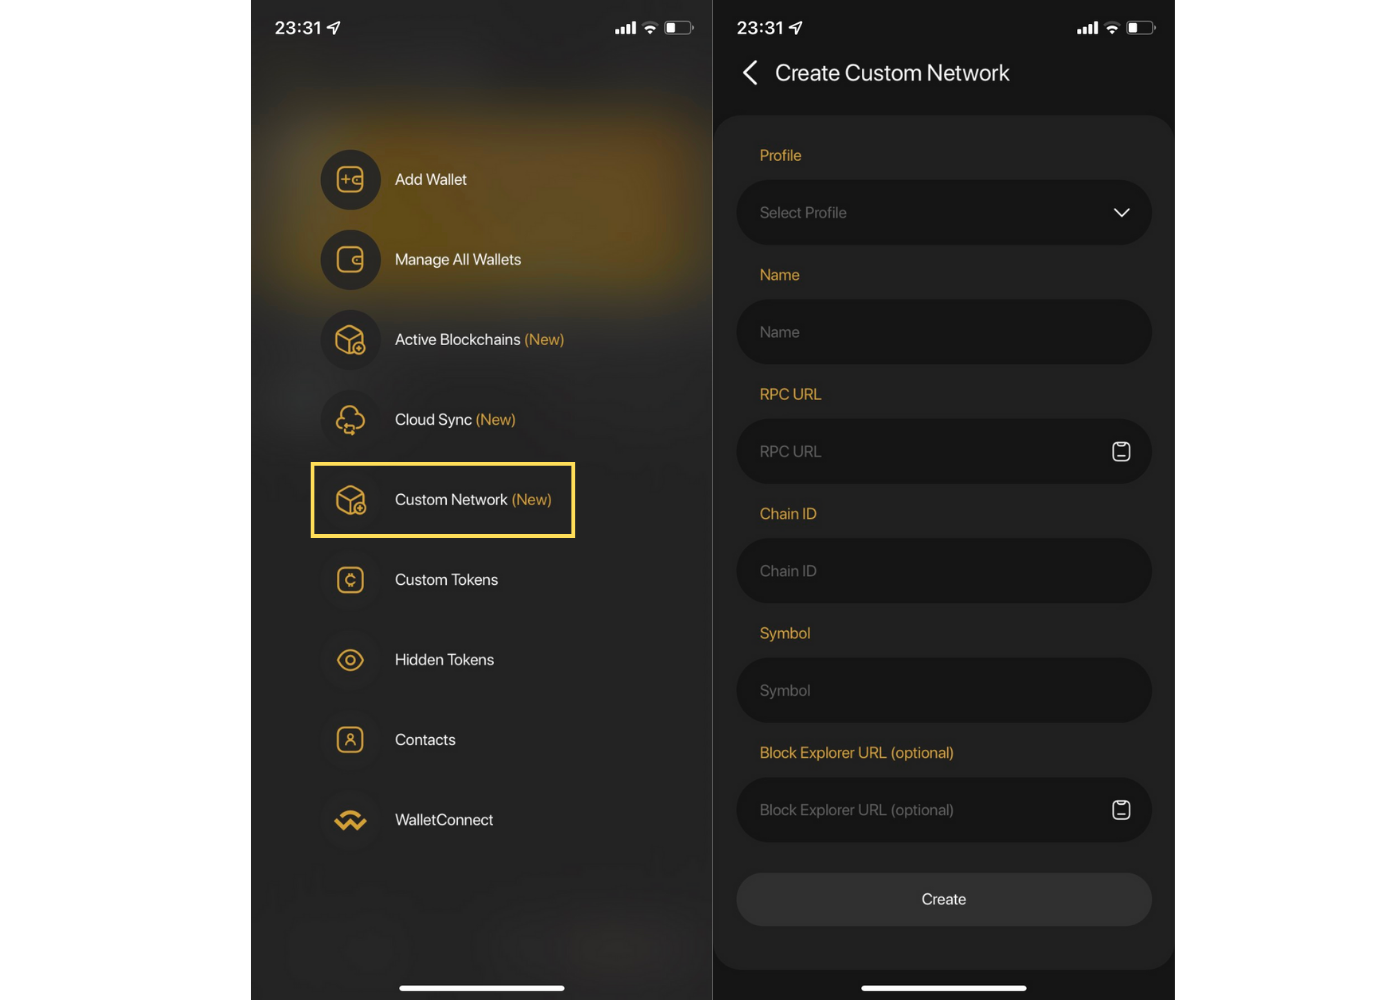 23:31
Add Wallet
Manage All Wallets
Active Blockchains (New)
Cloud Sync (New)
Custom Network (New)
Custom Tokens
Hidden Tokens
Contacts
WalletConnect
23:31
Create Custom Network
Profile
Select Profile
Name
Name
RPC URL
RPC URL
Chain ID
Chain ID
Symbol
Symbol
Block Explorer URL (optional)
Block Explorer URL (optional)
Create